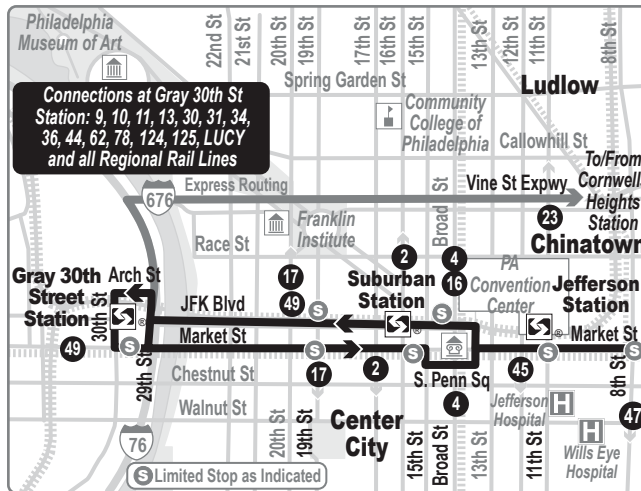 Philadelphia
Museum of Art
22nd St
21st St
20th St
19th St
17th St
16th St
15th St
13th St
12th St
11th St
8th St
Spring Garden St
Ludlow
Connections at Gray 30th St
Station: 9, 10, 11, 13, 30, 31, 34,
36, 44, 62, 78, 124, 125, LUCY
and all Regional Rail Lines
Community
College of
Philadelphia
Callowhill St
To/From
Cornwells
Heights
Station
676
Express Routing
Vine St Expwy
Broad St
23
Franklin
Institute
Chinatown
Race St
2
4
16
PA
Convention
Center
Gray 30th
Street
Station
Arch St
17
49
Suburban
Station
Jefferson
Station
30th St
JFK Blvd
Market St
Market St
49
29th St
Chestnut St
17
2
S. Penn Sq
45
8th St
Walnut St
4
Jefferson
Hospital
H
47
76
20th St
19th St
Center
City
15th St
Broad St
13th St
11th St
H
Wills Eye
Hospital
S Limited Stop as Indicated